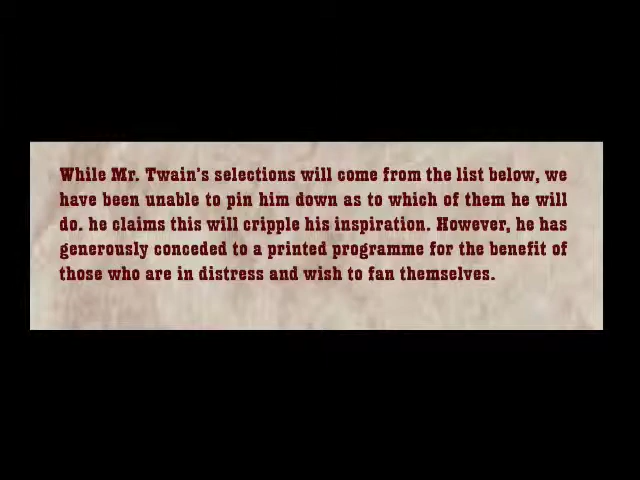 While Mr. Twain's selections will come from the list below, we
have been unable to pin him down as to which of them he will
do. he claims this will cripple his inspiration. However, he has
generously conceded to a printed programme for the benefit of
those who are in distress and wish to fan themselves.